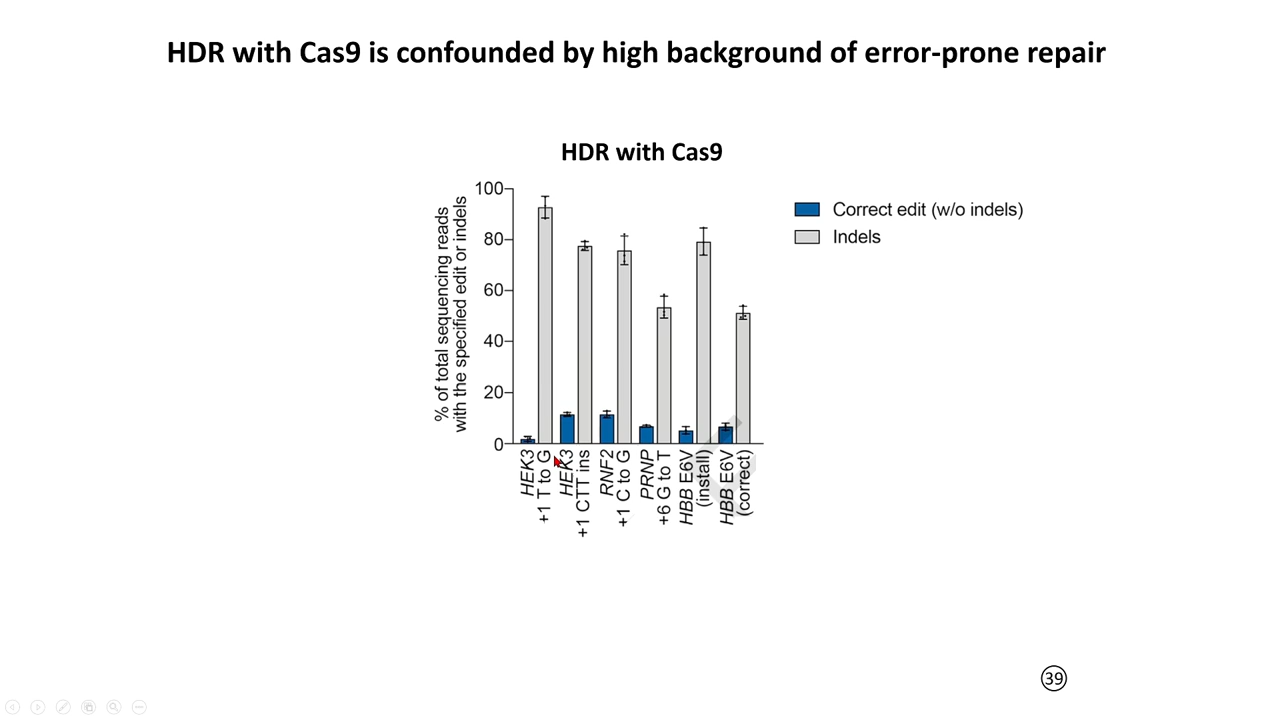 HDR with Cas9 is confounded by high background of error-prone repair
HDR with Cas9
% of total sequencing reads
with the specified edit or indels
100
80
60
40
20
0
Correct edit (w/o indels)
Indels
HEK3
+1 T to G
HEK3
+1 CTT ins
RNF2
+1 C to G
PRNP
+6 G to T
HBB E6V
(install)
HBB E6V
(correct)
39